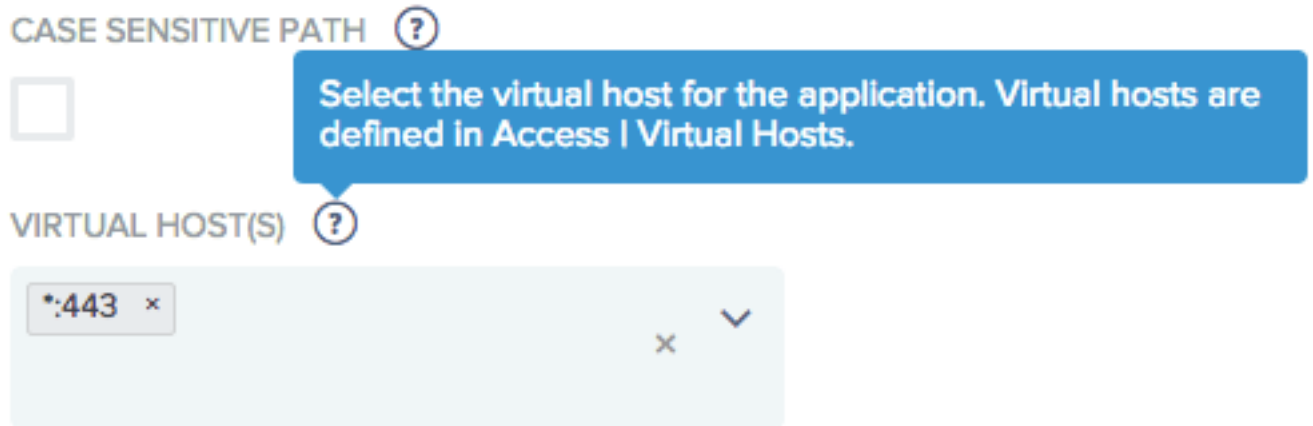 CASE SENSITIVE PATH ?
Select the virtual host for the application. Virtual hosts are
defined in Access | Virtual Hosts.
VIRTUAL HOST(S) ?
*:443 ×
×